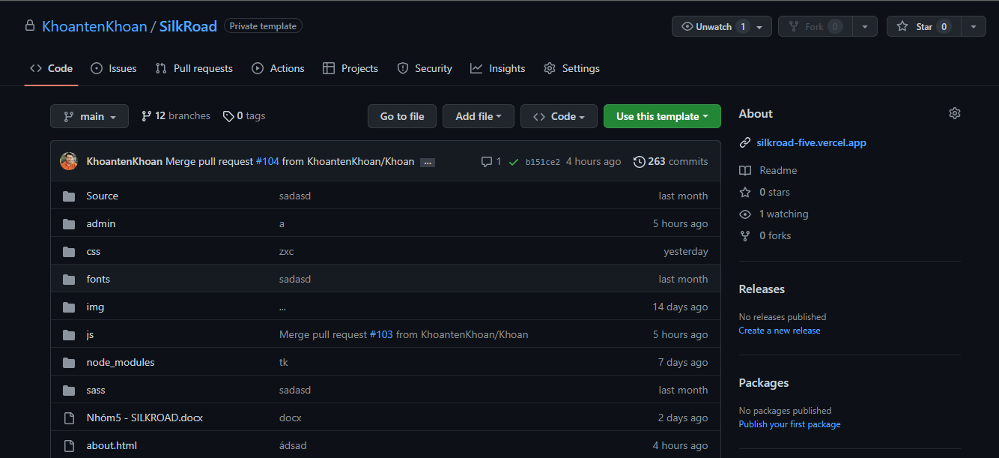 KhoantenKhoan / SilkRoad Private template
Unwatch 1 Fork 0 Star 0
Code Issues Pull requests Actions Projects Security Insights Settings
main 12 branches 0 tags Go to file Add file Code Use this template
KhoantenKhoan Merge pull request #104 from KhoantenKhoan/Khoan ... 1 b151ce2 4 hours ago 263 commits
Source sadasd last month
admin a 5 hours ago
css zxc yesterday
fonts sadasd last month
img ... 14 days ago
js Merge pull request #103 from KhoantenKhoan/Khoan 5 hours ago
node_modules tk 7 days ago
sass sadasd last month
Nhóm5 - SILKROAD.docx docx 2 days ago
about.html ádsad 4 hours ago
About
silkroad-five.vercel.app
Readme
0 stars
1 watching
0 forks
Releases
No releases published
Create a new release
Packages
No packages published
Publish your first package